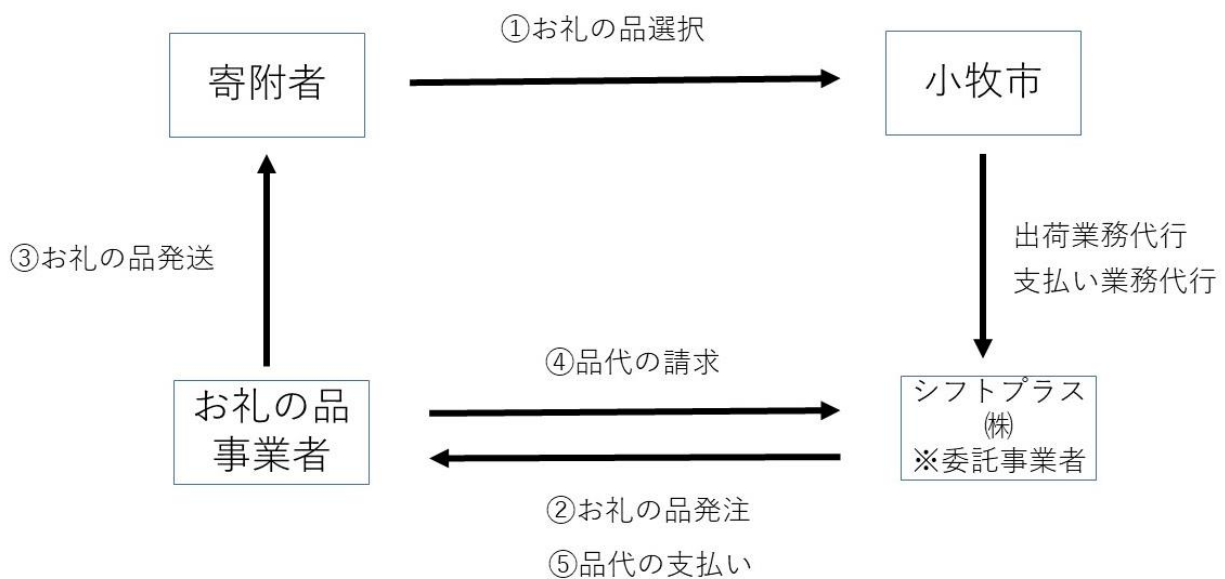 ①お礼の品選択
寄附者
小牧市
③お礼の品発送
出荷業務代行
支払い業務代行
④品代の請求
お礼の品
事業者
シフトプラス
㈱
※委託事業者
②お礼の品発注
⑤品代の支払い